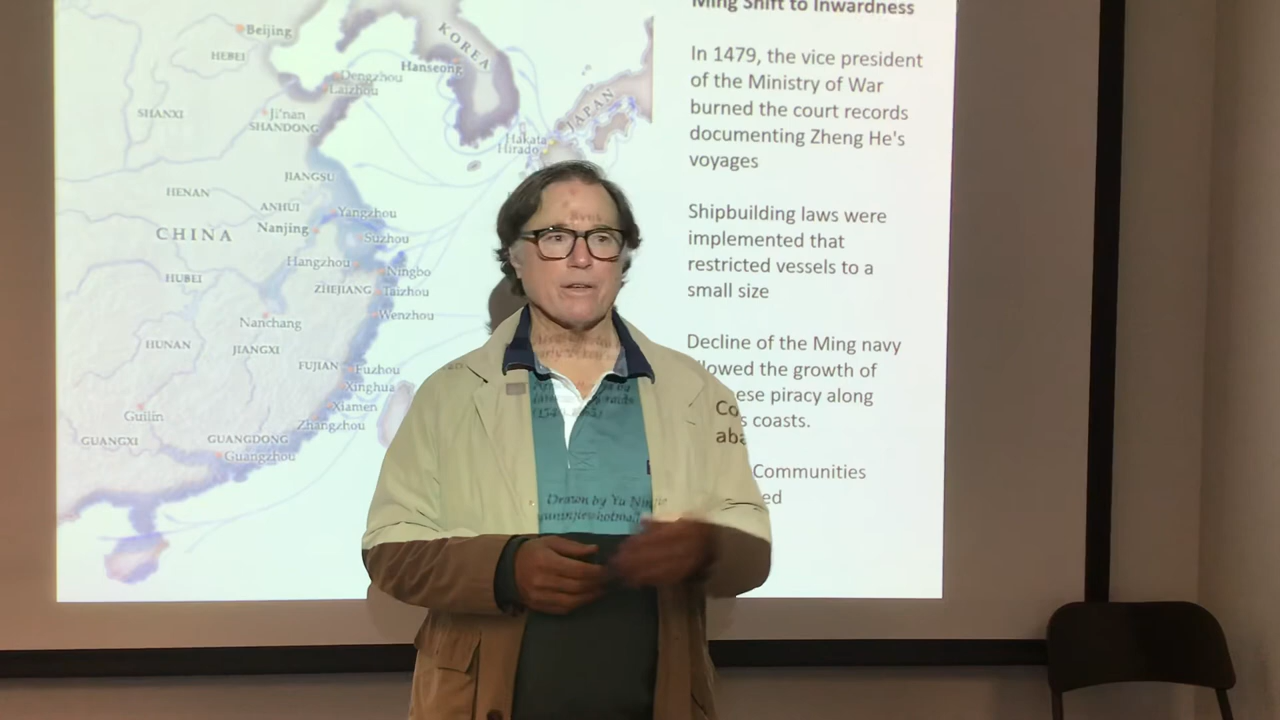 Ming Shift to Inwardness
In 1479, the vice president
of the Ministry of War
burned the court records
documenting Zheng He's
voyages
Shipbuilding laws were
implemented that
restricted vessels to a
small size
Decline of the Ming navy
llowed the growth of
ese piracy along
s coasts.
Co
aba
Communities
ed
Beijing
HEBEI
KOREA
Hanseong
Dengzhou
Laizhou
SHANXI
Ji'nan
SHANDONG
JAPAN
Hakata
Hirado
JIANGSU
HENAN
ANHUI
Yangzhou
CHINA
Nanjing
Suzhou
Hangzhou
HUBEI
Ningbo
ZHEJIANG
Taizhou
Wenzhou
Nanchang
HUNAN
JIANGXI
FUJIAN
Fuzhou
Xinghua
Xiamen
Guilin
Zhangzhou
GUANGXI
GUANGDONG
Guangzhou
Drawn by Yu Ningjie